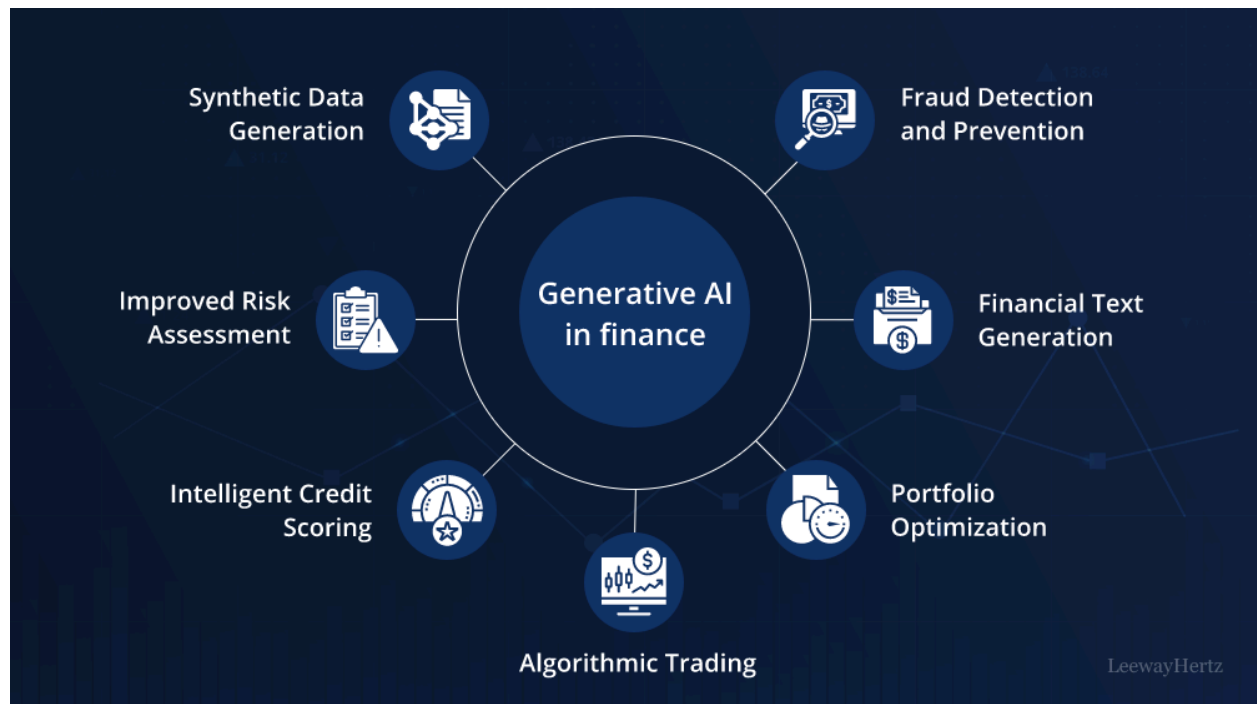 Synthetic Data
Generation
Fraud Detection
and Prevention
Improved Risk
Assessment
Generative AI
in finance
Financial Text
Generation
Intelligent Credit
Scoring
Portfolio
Optimization
Algorithmic Trading
LeewayHertz